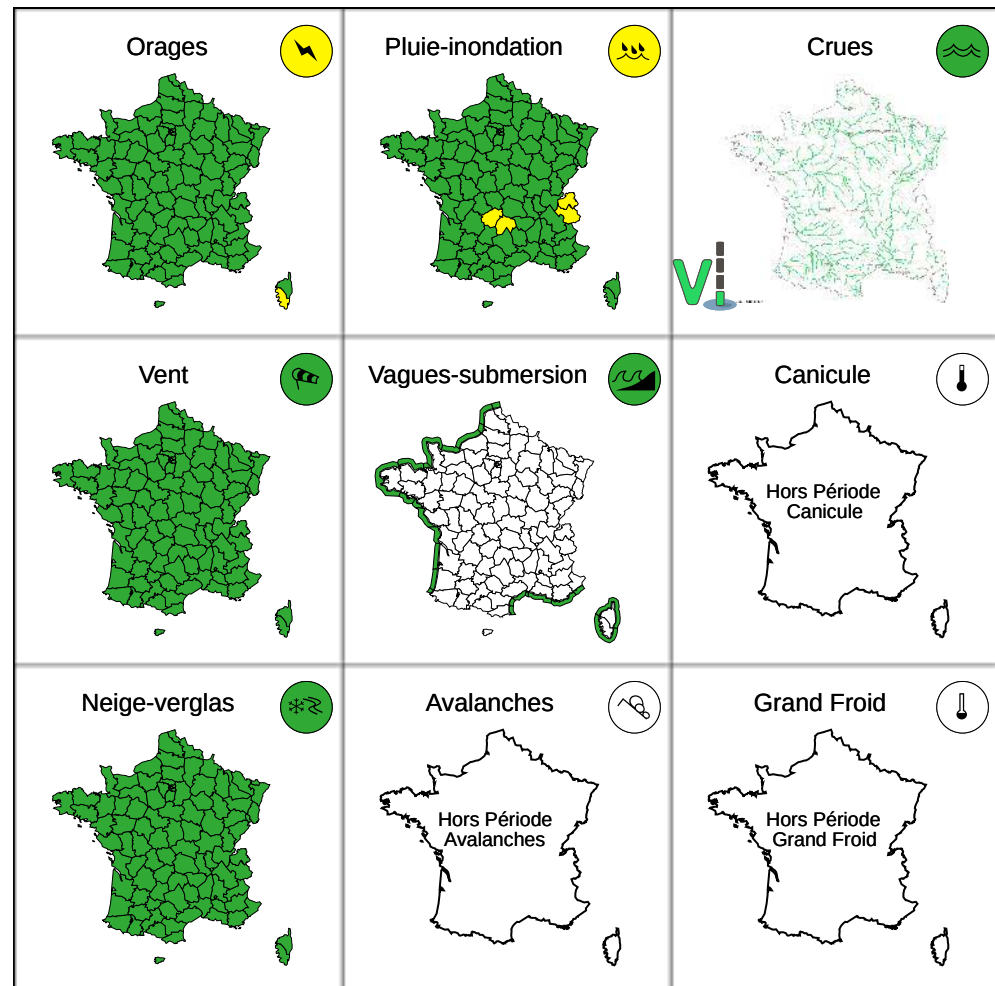 Orages
Pluie-inondation
Crues
Vi
Vent
Vagues-submersion
Canicule
Hors Période
Canicule
Neige-verglas
Avalanches
Grand Froid
Hors Période
Avalanches
Hors Période
Grand Froid